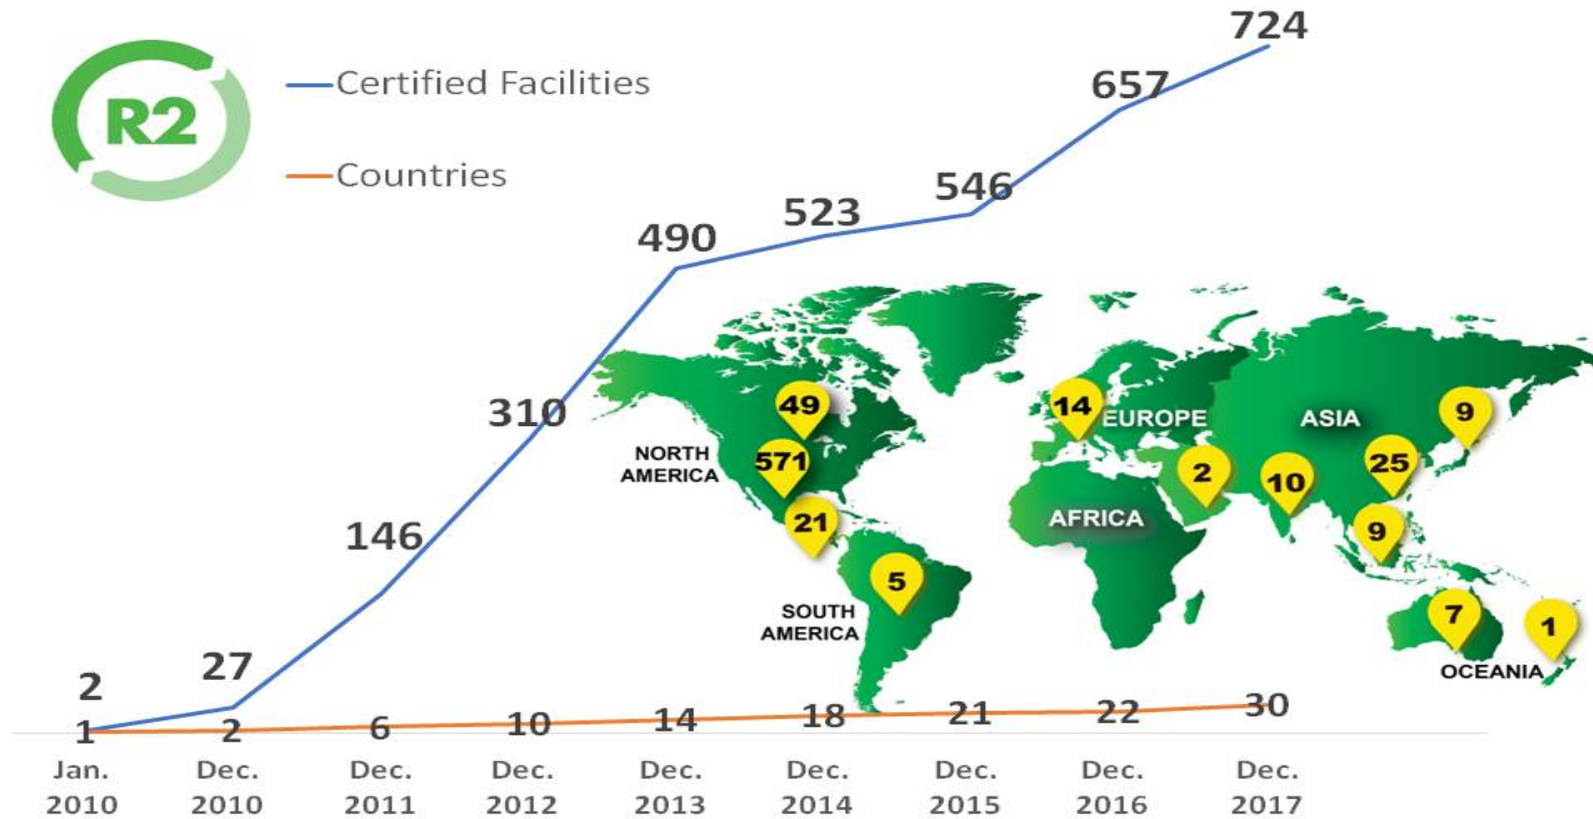 R2
Certified Facilities
Countries
724
657
546
523
490
310
146
27
2
1
2
6
10
14
18
21
22
30
49
571
21
NORTH
AMERICA
5
SOUTH
AMERICA
14
EUROPE
AFRICA
ASIA
2
10
25
9
9
7
1
OCEANIA
Jan.
2010
Dec.
2010
Dec.
2011
Dec.
2012
Dec.
2013
Dec.
2014
Dec.
2015
Dec.
2016
Dec.
2017